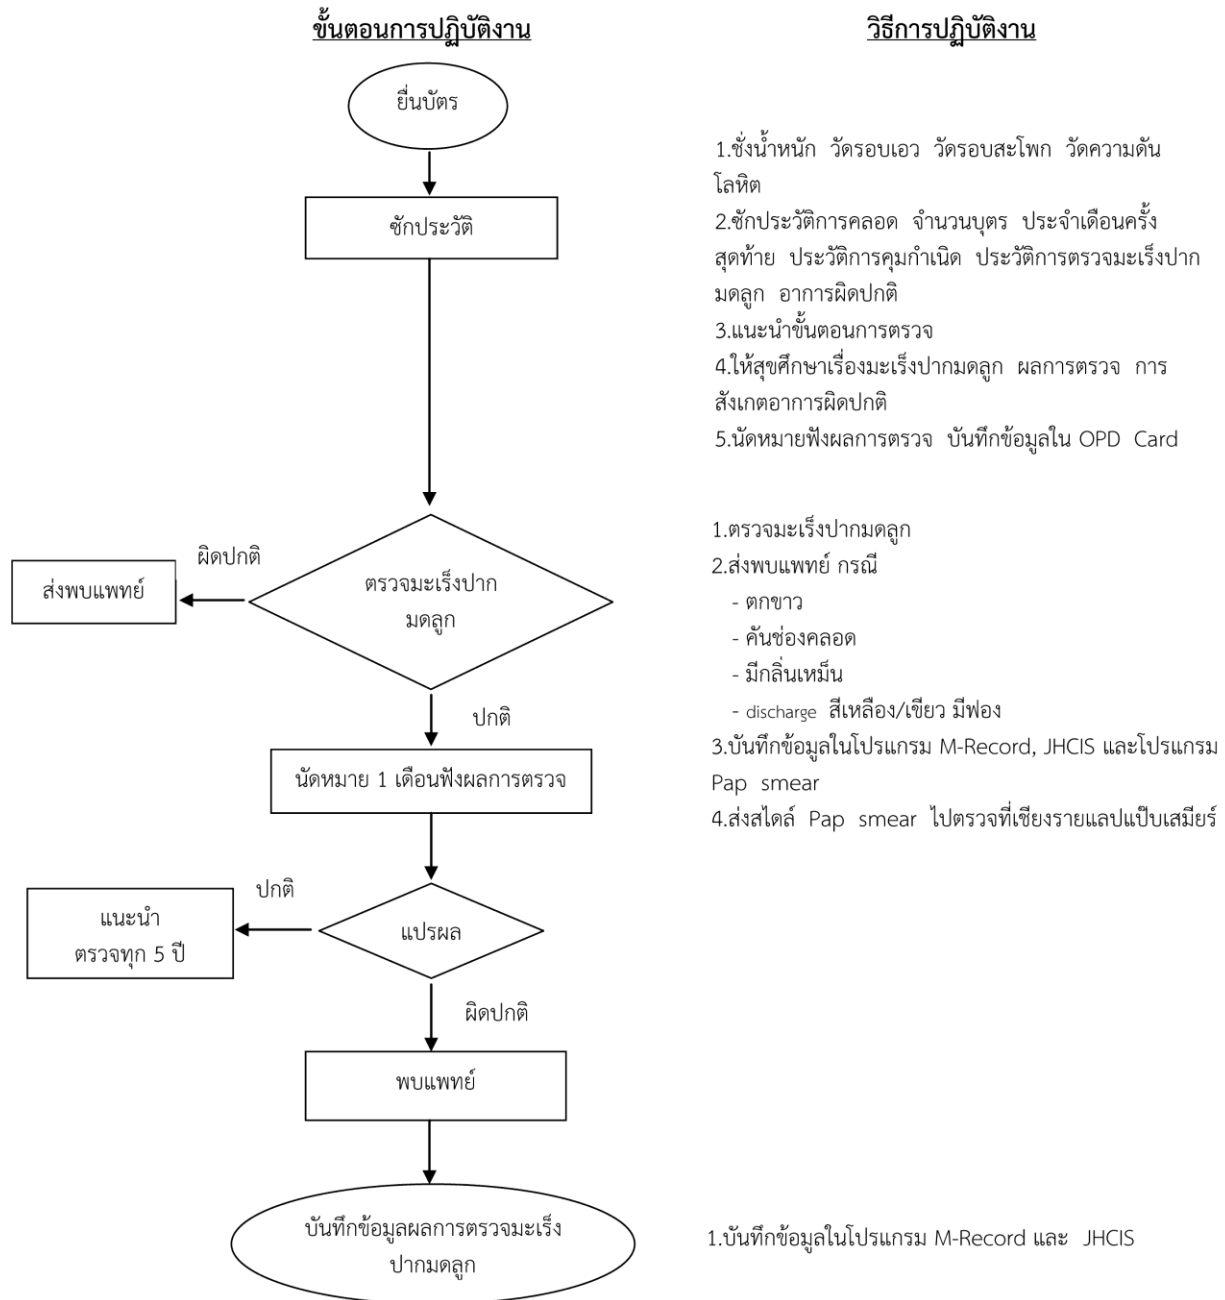 ขั้นตอนการปฏิบัติงาน
วิธีการปฏิบัติงาน
ยื่นบัตร
ซักประวัติ
1.ชั่งน้ำหนัก วัดรอบเอว วัดรอบสะโพก วัดความดัน
โลหิต
2.ซักประวัติการคลอด จำนวนบุตร ประจำเดือนครั้ง
สุดท้าย ประวัติการคุมกำเนิด ประวัติการตรวจมะเร็งปาก
มดลูก อาการผิดปกติ
3.แนะนำขั้นตอนการตรวจ
4.ให้สุขศึกษาเรื่องมะเร็งปากมดลูก ผลการตรวจ การ
สังเกตอาการผิดปกติ
5.นัดหมายฟังผลการตรวจ บันทึกข้อมูลใน OPD Card
ผิดปกติ
ส่งพบแพทย์
ตรวจมะเร็งปาก
มดลูก
ปกติ
1.ตรวจมะเร็งปากมดลูก
2.ส่งพบแพทย์ กรณี
- ตกขาว
- คันช่องคลอด
- มีกลิ่นเหม็น
- discharge สีเหลือง/เขียว มีฟอง
3.บันทึกข้อมูลในโปรแกรม M-Record, JHCIS และโปรแกรม
Pap smear
4.ส่งสไดล์ Pap smear ไปตรวจที่เชียงรายแลปแป๊บเสมียร์
นัดหมาย 1 เดือนฟังผลการตรวจ
ปกติ
แนะนำ
ตรวจทุก 5 ปี
แปรผล
ผิดปกติ
พบแพทย์
บันทึกข้อมูลผลการตรวจมะเร็ง
ปากมดลูก
1.บันทึกข้อมูลในโปรแกรม M-Record และ JHCIS